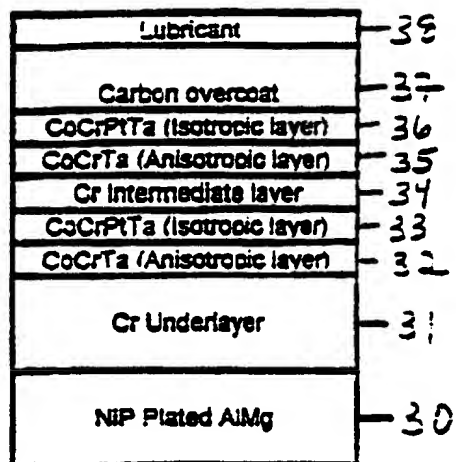 Lubricant 38
Carbon overcoat 37
CoCrPtTa (Isotropic layer) 36
CoCrTa (Anisotropic layer) 35
Cr Intermediate layer 34
CoCrPtTa (Isotropic layer) 33
CoCrTa (Anisotropic layer) 32
Cr Underlayer 31
NiP Plated AlMg 30